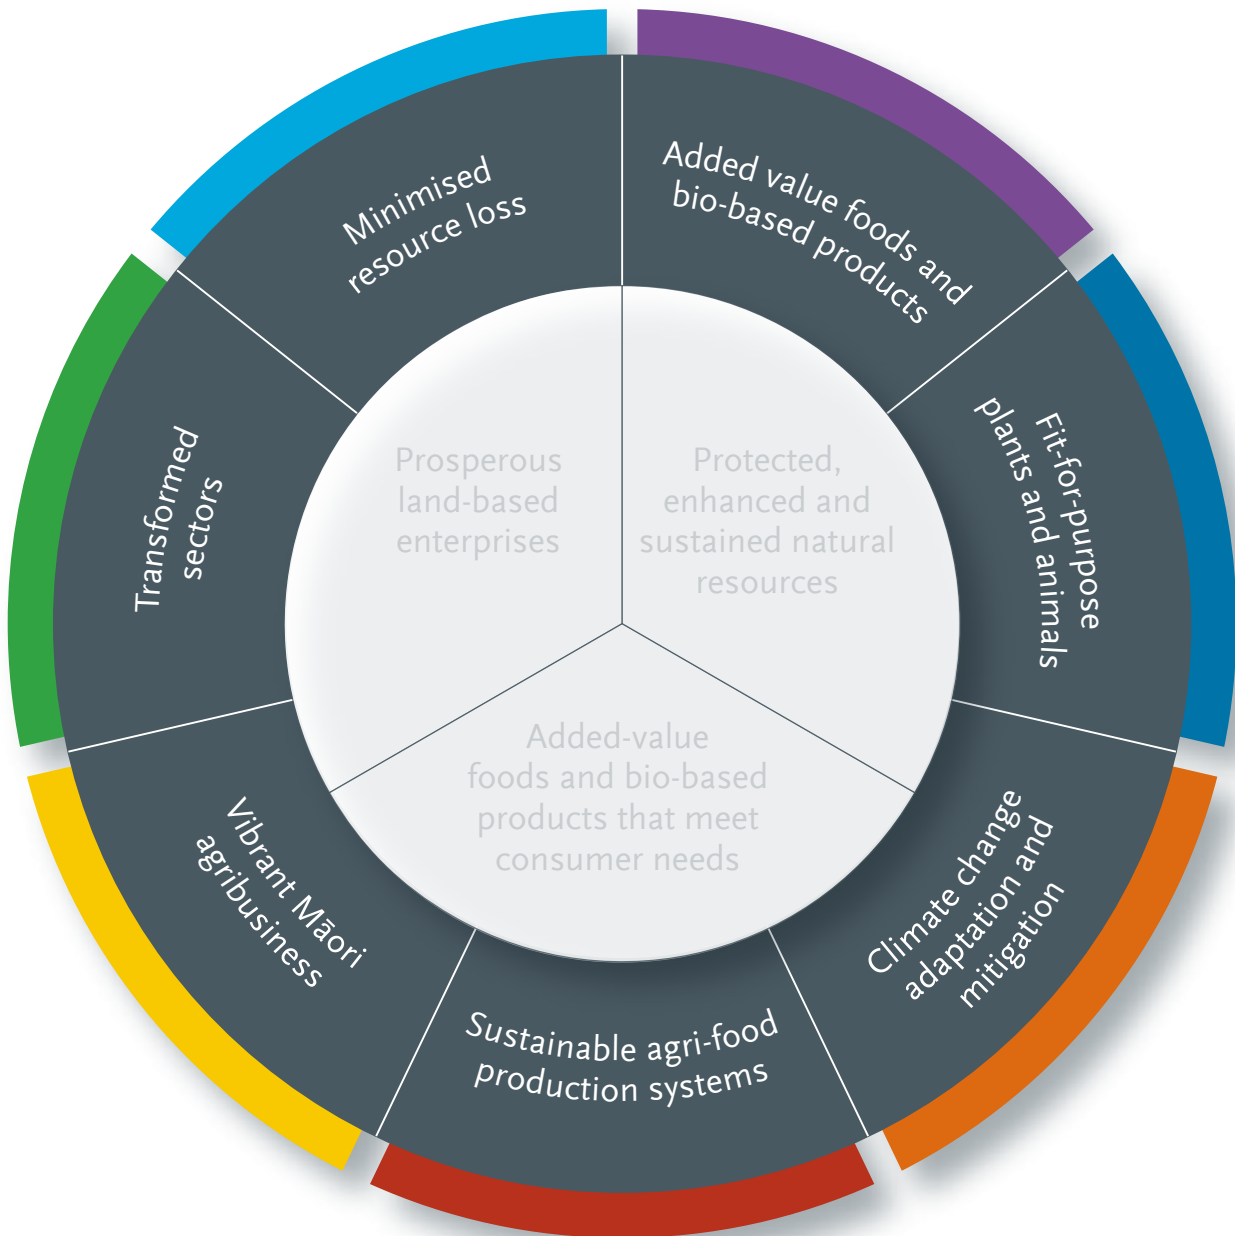 Added value foods and
bio-based products
Fit-for-purpose
plants and animals
Climate change
adaptation and
mitigation
Sustainable agri-food
production systems
Vibrant Māori
agribusiness
Transformed
sectors
Minimised
resource loss
Prosperous
land-based
enterprises
Protected,
enhanced and
sustained natural
resources
Added-value
foods and bio-based
products that meet
consumer needs